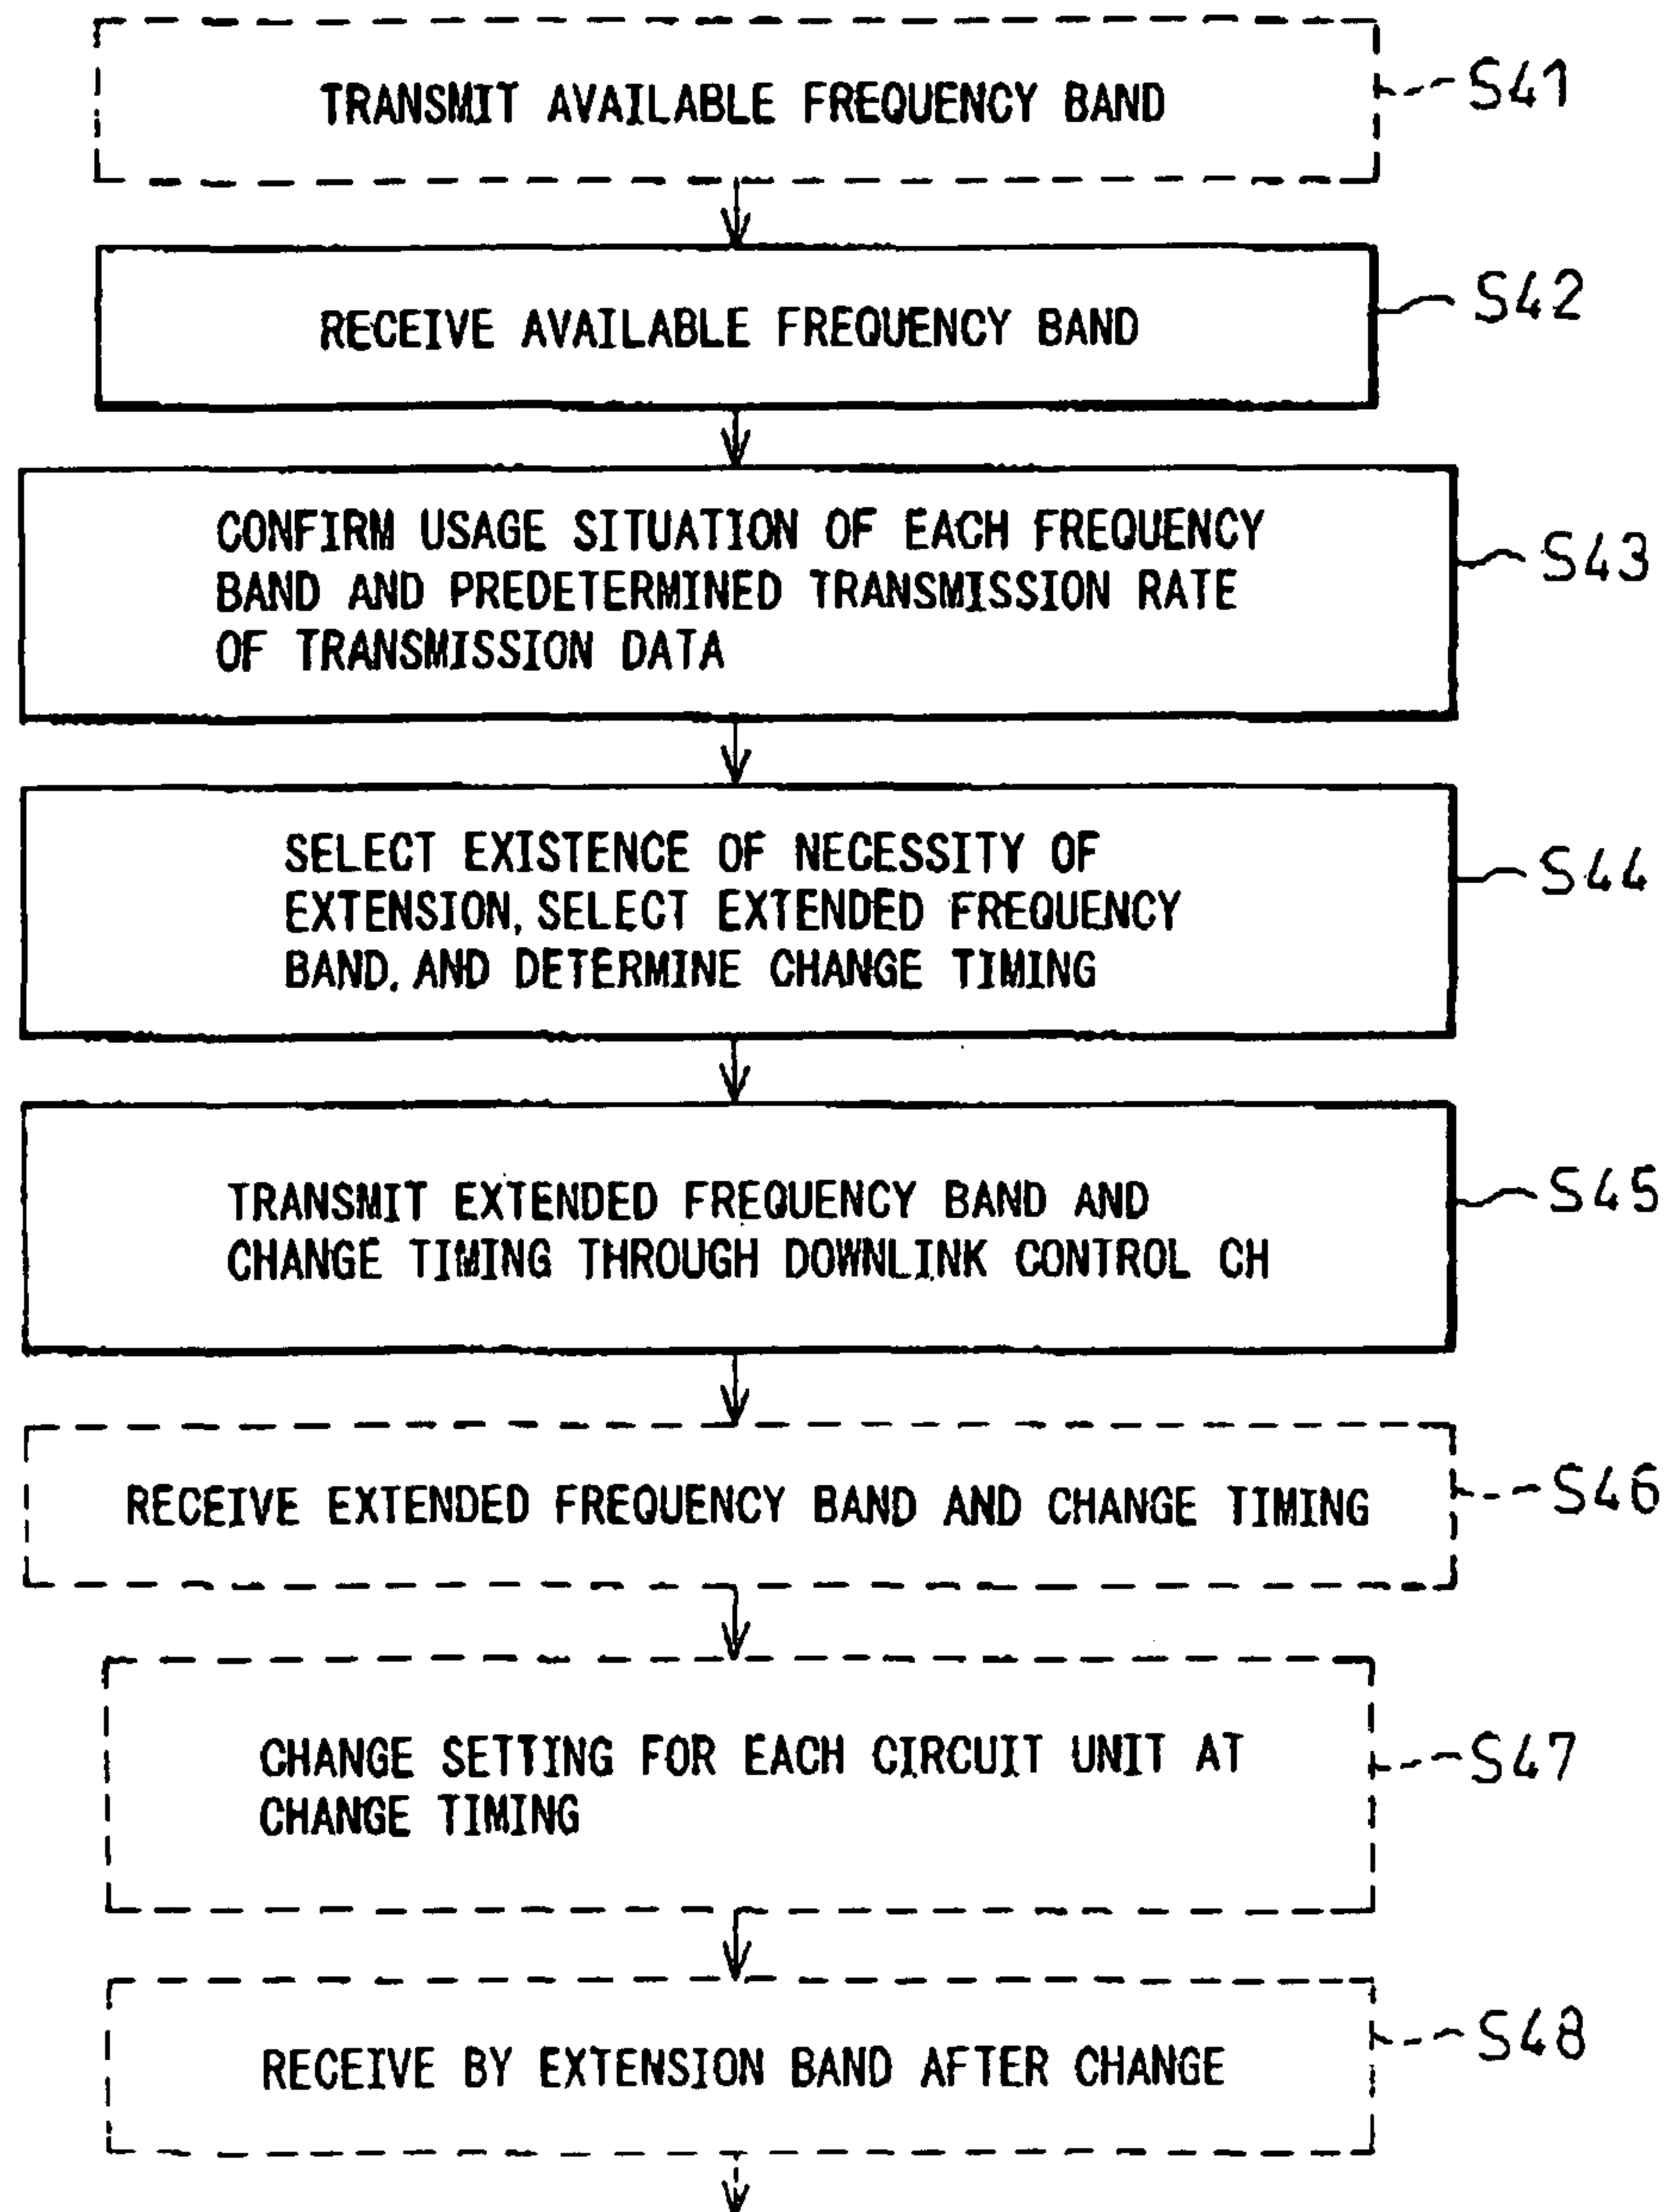 TRANSMIT AVAILABLE FREQUENCY BAND
S41
RECEIVE AVAILABLE FREQUENCY BAND
S42
CONFIRM USAGE SITUATION OF EACH FREQUENCY
BAND AND PREDETERMINED TRANSMISSION RATE
OF TRANSMISSION DATA
S43
SELECT EXISTENCE OF NECESSITY OF
EXTENSION, SELECT EXTENDED FREQUENCY
BAND, AND DETERMINE CHANGE TIMING
S44
TRANSMIT EXTENDED FREQUENCY BAND AND
CHANGE TIMING THROUGH DOWNLINK CONTROL CH
S45
RECEIVE EXTENDED FREQUENCY BAND AND CHANGE TIMING
S46
CHANGE SETTING FOR EACH CIRCUIT UNIT AT
CHANGE TIMING
S47
RECEIVE BY EXTENSION BAND AFTER CHANGE
S48